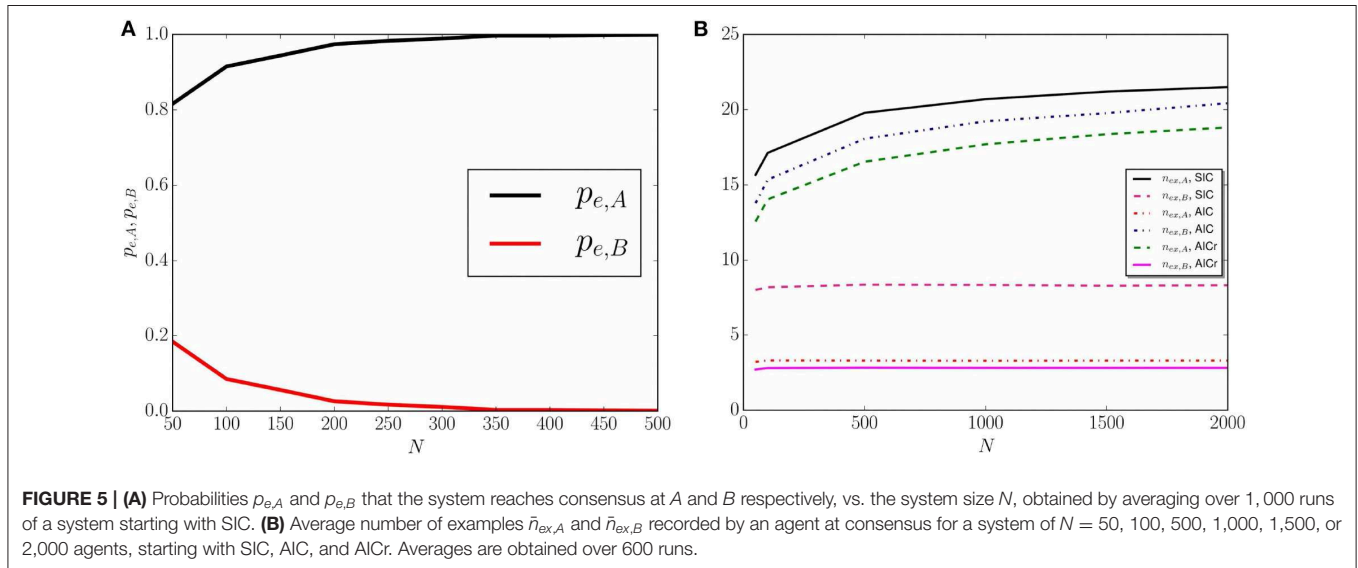 A
1.0
0.8
0.6
0.4
0.2
0.0
p_{e,A}, p_{e,B}
p_{e,A}
p_{e,B}
50 100 150 200 250 300 350 400 450 500
N
B
25
20
15
10
5
0
n_{ex,A}, SIC
n_{ex,B}, SIC
n_{ex,A}, AIC
n_{ex,B}, AIC
n_{ex,A}, AICr
n_{ex,B}, AICr
0 500 1000 1500 2000
N
FIGURE 5 | (A) Probabilities p_{e,A} and p_{e,B} that the system reaches consensus at A and B respectively, vs. the system size N, obtained by averaging over 1, 000 runs
of a system starting with SIC. (B) Average number of examples n̄_{ex,A} and n̄_{ex,B} recorded by an agent at consensus for a system of N = 50, 100, 500, 1,000, 1,500, or
2,000 agents, starting with SIC, AIC, and AICr. Averages are obtained over 600 runs.